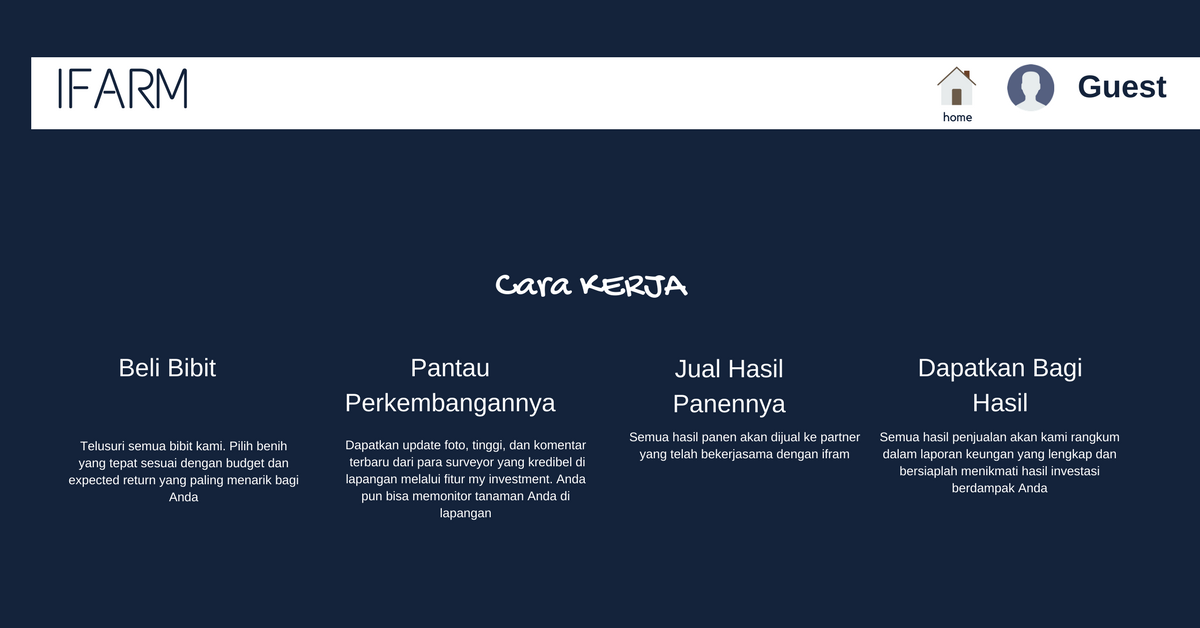 IFARM
home
Guest
Cara KERJA
Beli Bibit
Telusuri semua bibit kami. Pilih benih
yang tepat sesuai dengan budget dan
expected return yang paling menarik bagi
Anda
Pantau
Perkembangannya
Dapatkan update foto, tinggi, dan komentar
terbaru dari para surveyor yang kredibel di
lapangan melalui fitur my investment. Anda
pun bisa memonitor tanaman Anda di
lapangan
Jual Hasil
Panennya
Semua hasil panen akan dijual ke partner
yang telah bekerjasama dengan ifram
Dapatkan Bagi
Hasil
Semua hasil penjualan akan kami rangkum
dalam laporan keungan yang lengkap dan
bersiaplah menikmati hasil investasi
berdampak Anda